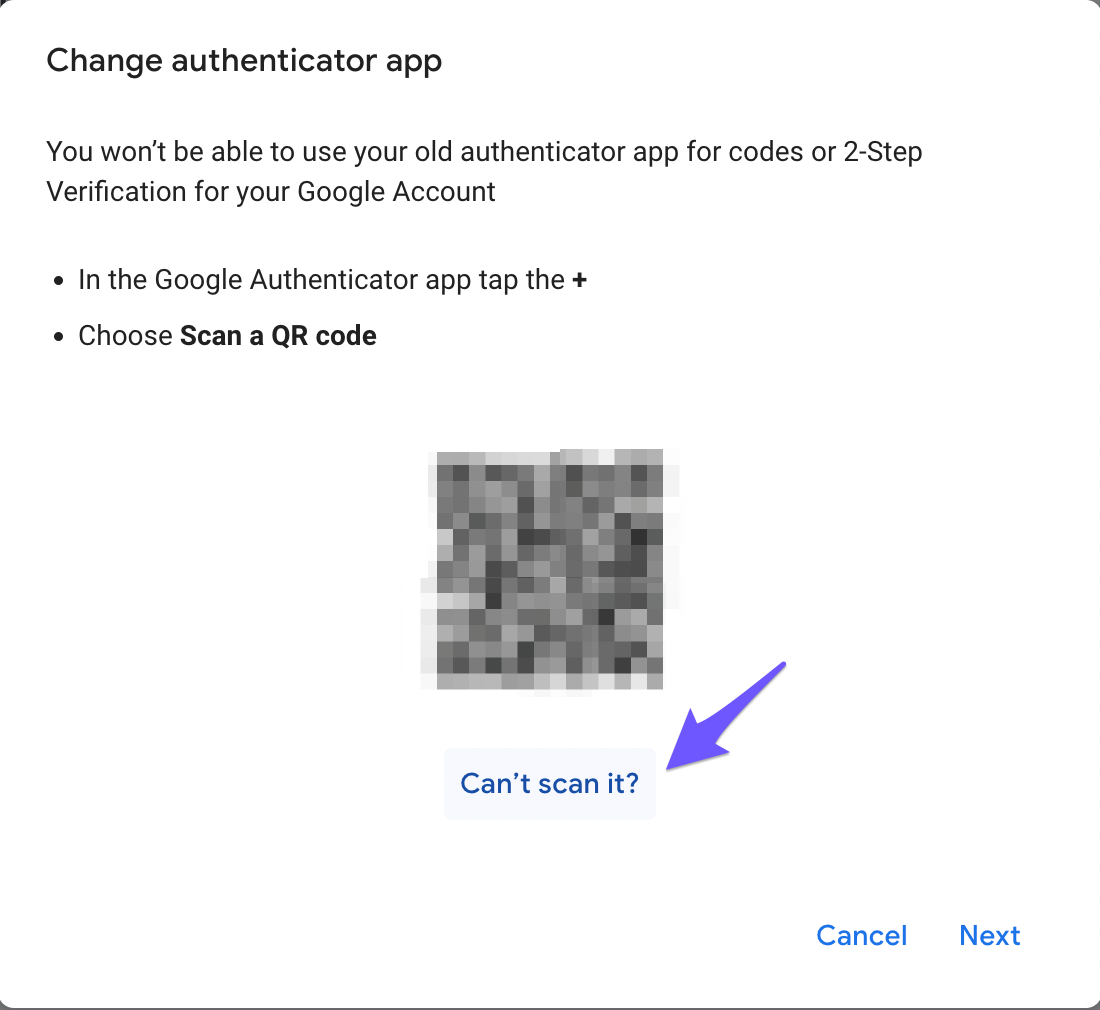 Change authenticator app
You won’t be able to use your old authenticator app for codes or 2-Step
Verification for your Google Account
• In the Google Authenticator app tap the +
• Choose Scan a QR code
Can’t scan it?
Cancel Next